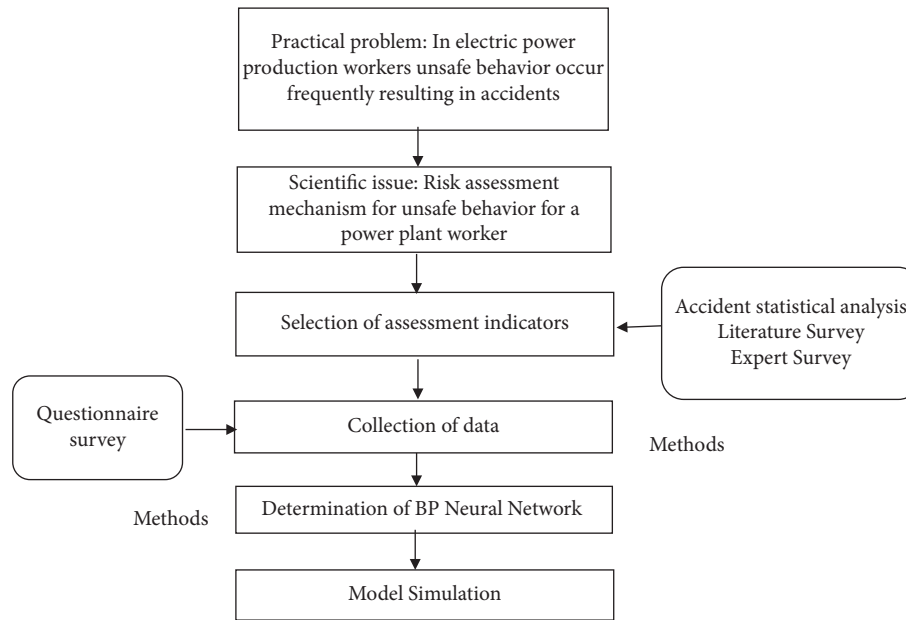 Practical problem: In electric power
production workers unsafe behavior occur
frequently resulting in accidents
Scientific issue: Risk assessment
mechanism for unsafe behavior for a
power plant worker
Selection of assessment indicators
Accident statistical analysis
Literature Survey
Expert Survey
Questionnaire
survey
Collection of data
Methods
Determination of BP Neural Network
Methods
Model Simulation